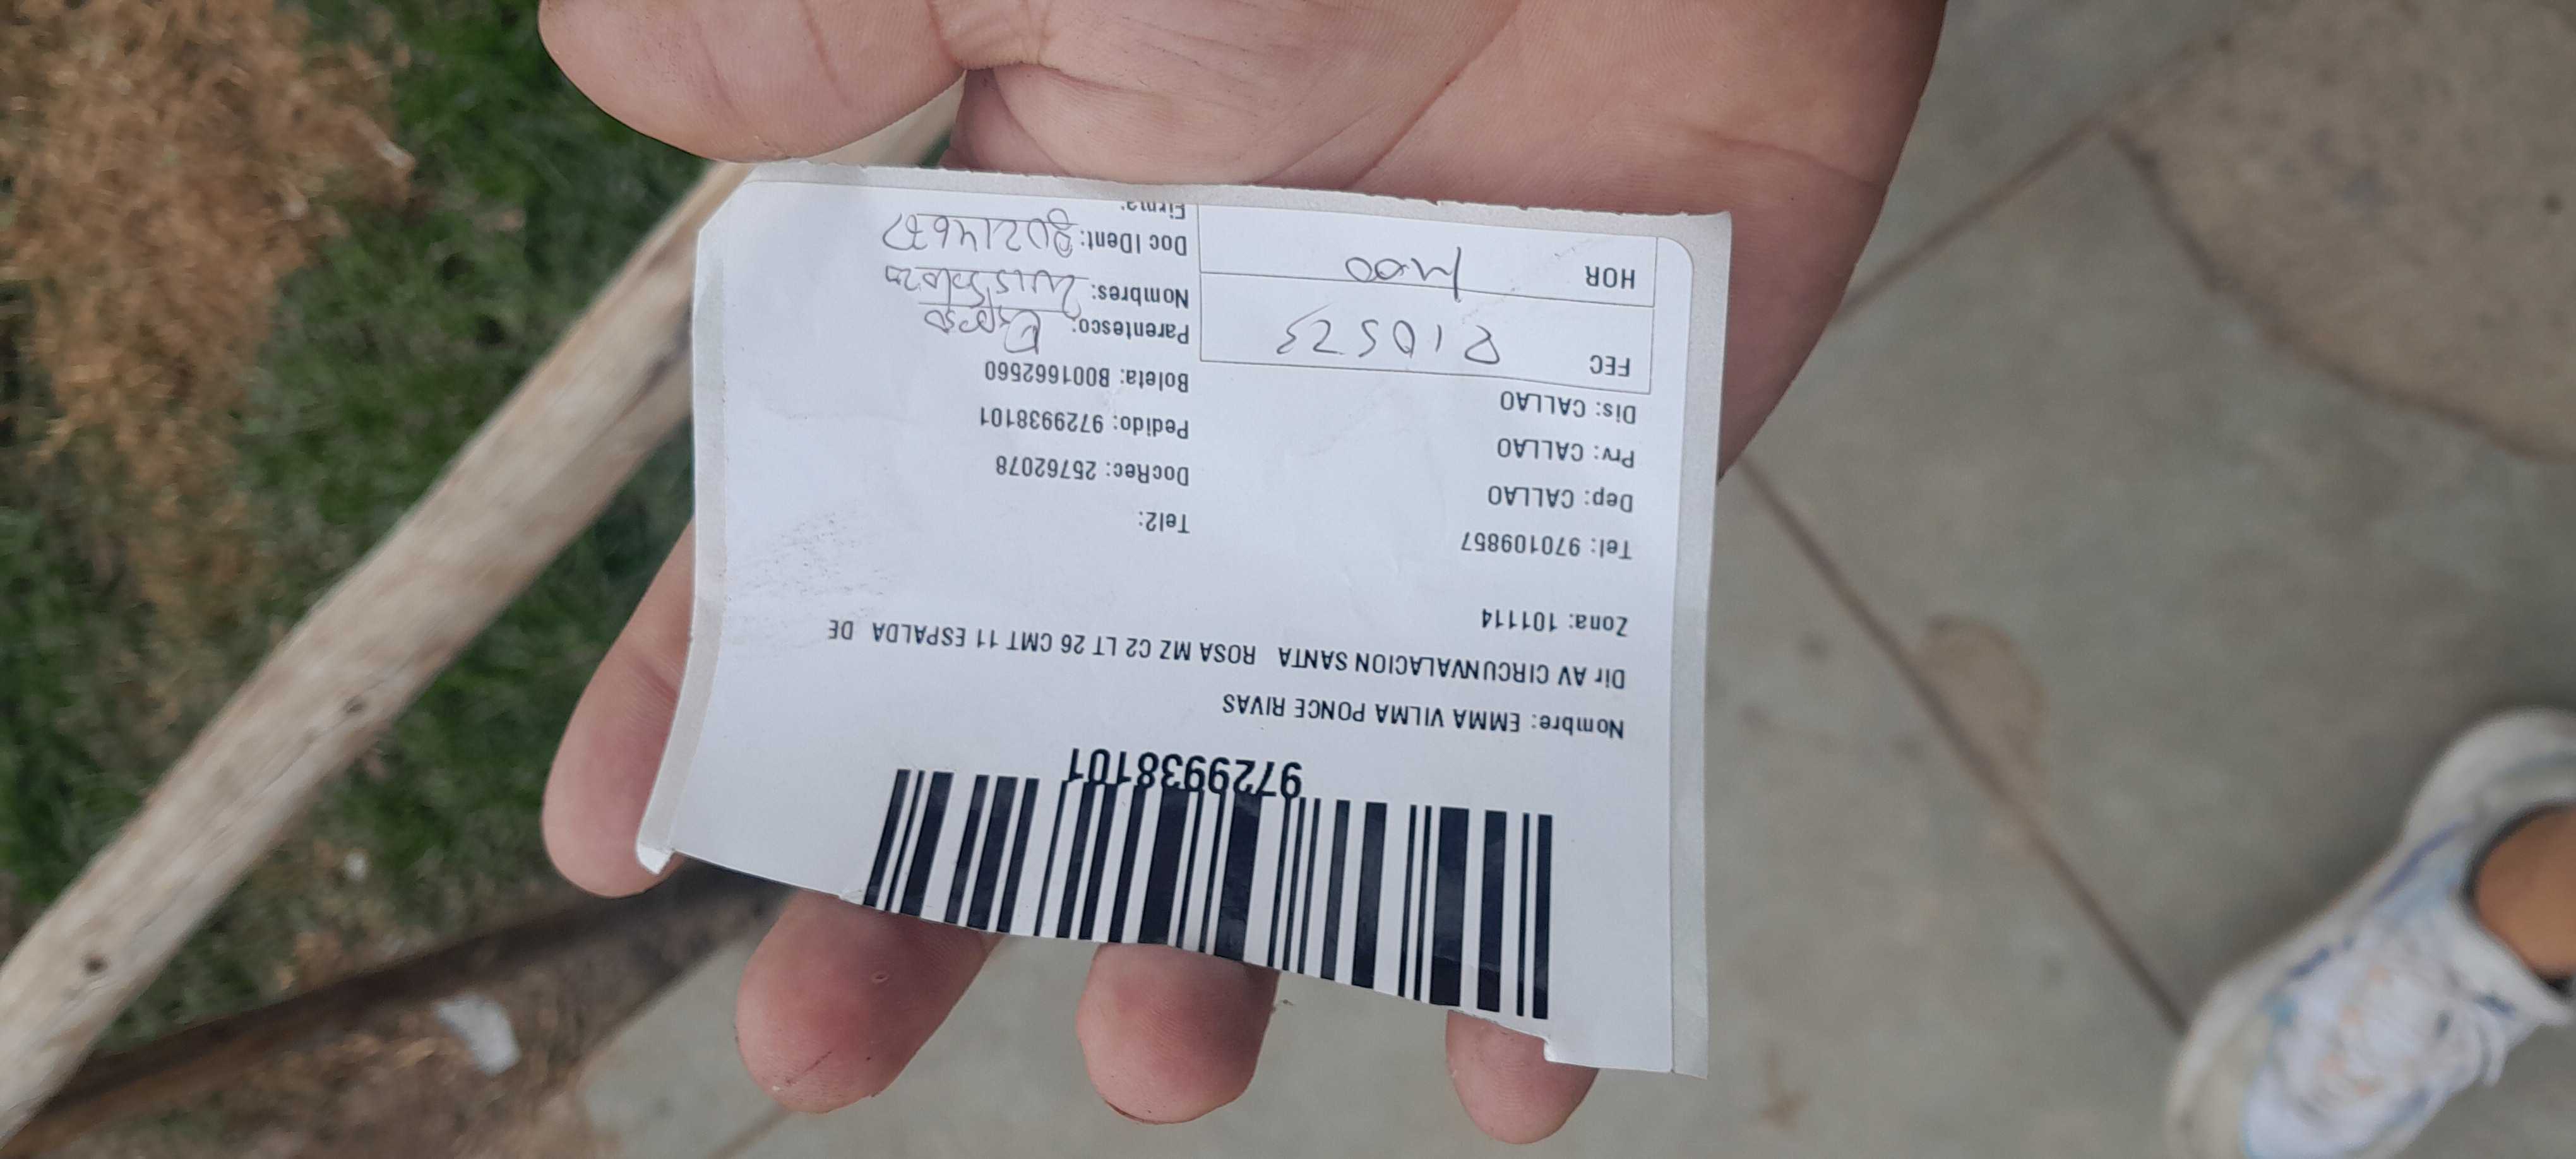 9729938101
Nombre: EMMA VILMA PONCE RIVAS
Dir AV CIRCUNVALACION SANTA ROSA MZ C2 LT 26 CMT 11 ESPALDA DE
Zona: 101114
Tel: 970109857 Tel2:
Dep: CALLAO DocRec: 25762078
Prv: CALLAO Pedido: 9729938101
Dis: CALLAO Boleta: B001662560
FEC 210523 Parentesco: Esposo
HOR Nombres: Luis
Doc IDent:
Firma: